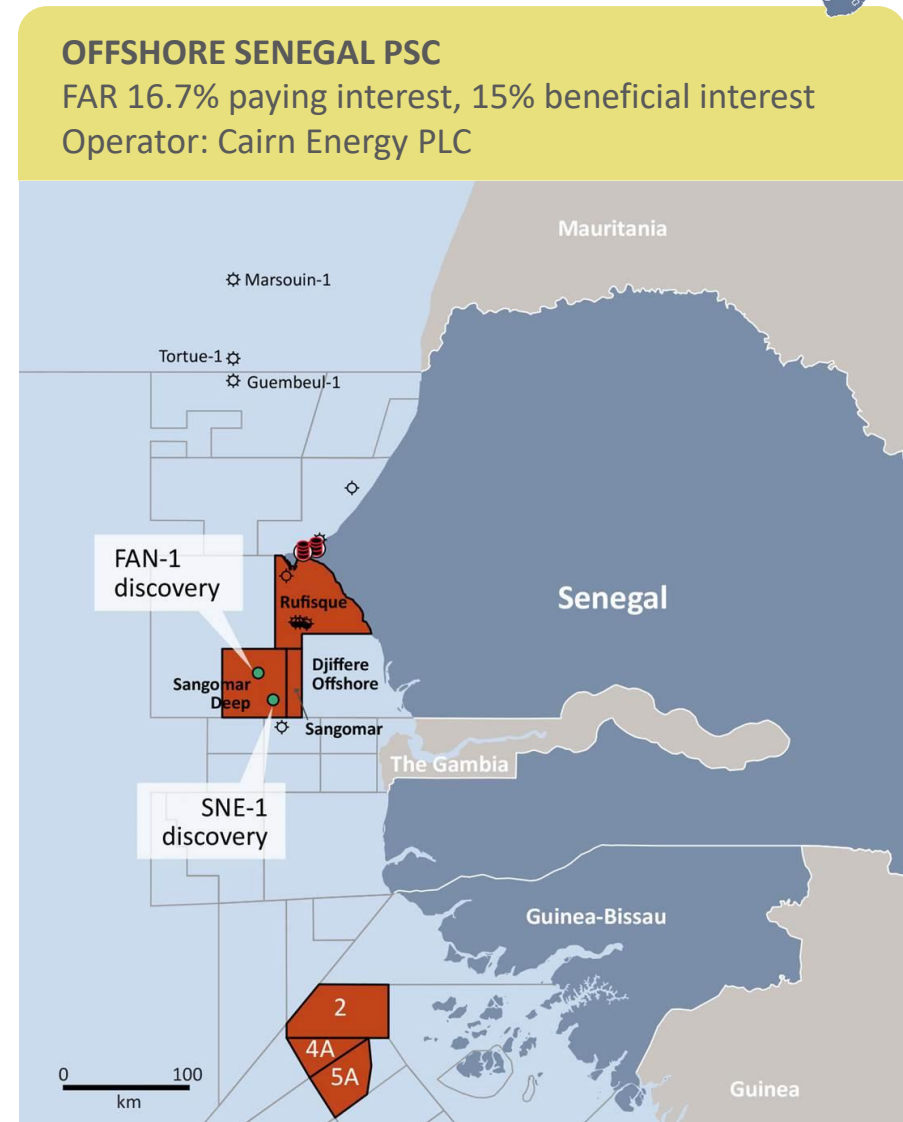 OFFSHORE SENEGAL PSC
FAR 16.7% paying interest, 15% beneficial interest
Operator: Cairn Energy PLC
Mauritania
Marsouin-1
Tortue-1
Guembeul-1
FAN-1
discovery
Rufisque
Senegal
Djiffere
Offshore
Sangomar
Deep
Sangomar
The Gambia
SNE-1
discovery
Guinea-Bissau
2
4A
5A
0 100
km
Guinea